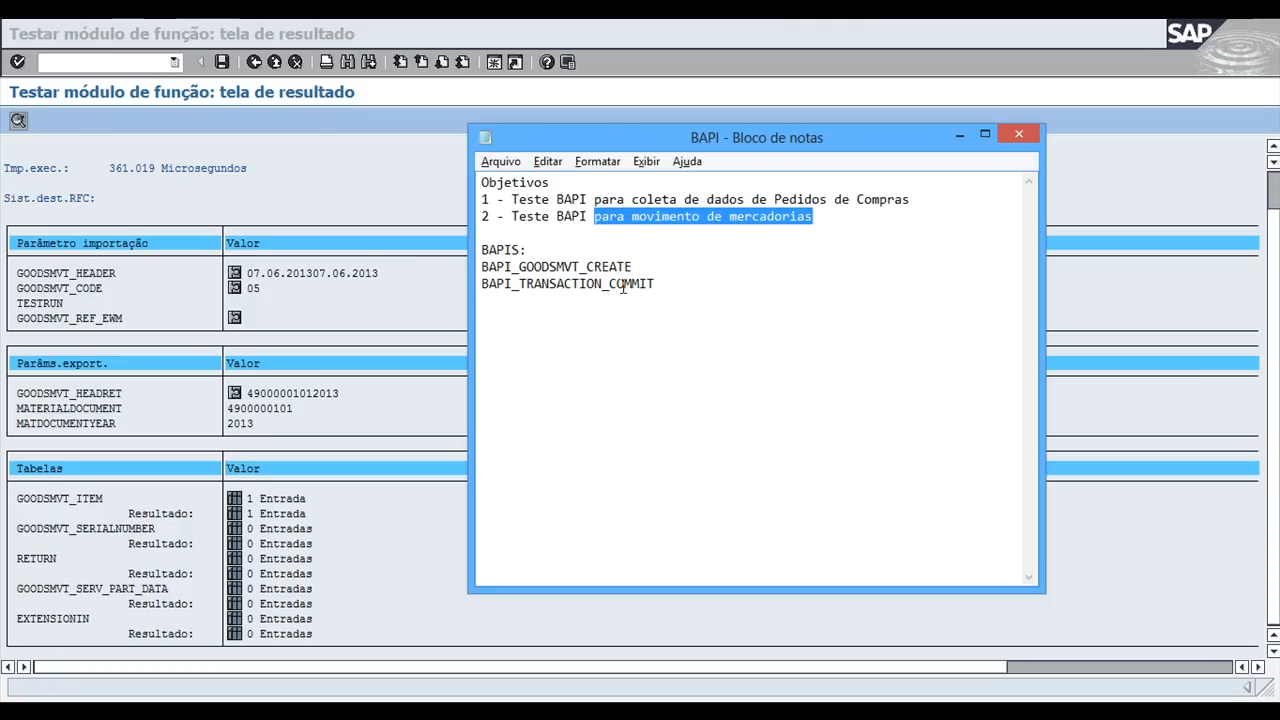 Testar módulo de função: tela de resultado
SAP
Testar módulo de função: tela de resultado
Tmp.exec.: 361.019 Microsegundos
Sist.dest.RFC:
Parâmetro importação Valor
GOODSMVT_HEADER 07.06.201307.06.2013
GOODSMVT_CODE 05
TESTRUN
GOODSMVT_REF_EWM
Parâms.export. Valor
GOODSMVT_HEADRET 49000001012013
MATERIALDOCUMENT 4900000101
MATDOCUMENTYEAR 2013
Tabelas Valor
GOODSMVT_ITEM 1 Entrada
Resultado: 1 Entrada
GOODSMVT_SERIALNUMBER 0 Entradas
Resultado: 0 Entradas
RETURN 0 Entradas
Resultado: 0 Entradas
GOODSMVT_SERV_PART_DATA 0 Entradas
Resultado: 0 Entradas
EXTENSIONIN 0 Entradas
Resultado: 0 Entradas
BAPI - Bloco de notas
Arquivo Editar Formatar Exibir Ajuda
Objetivos
1 - Teste BAPI para coleta de dados de Pedidos de Compras
2 - Teste BAPI para movimento de mercadorias
BAPIS:
BAPI_GOODSMVT_CREATE
BAPI_TRANSACTION_COMMIT